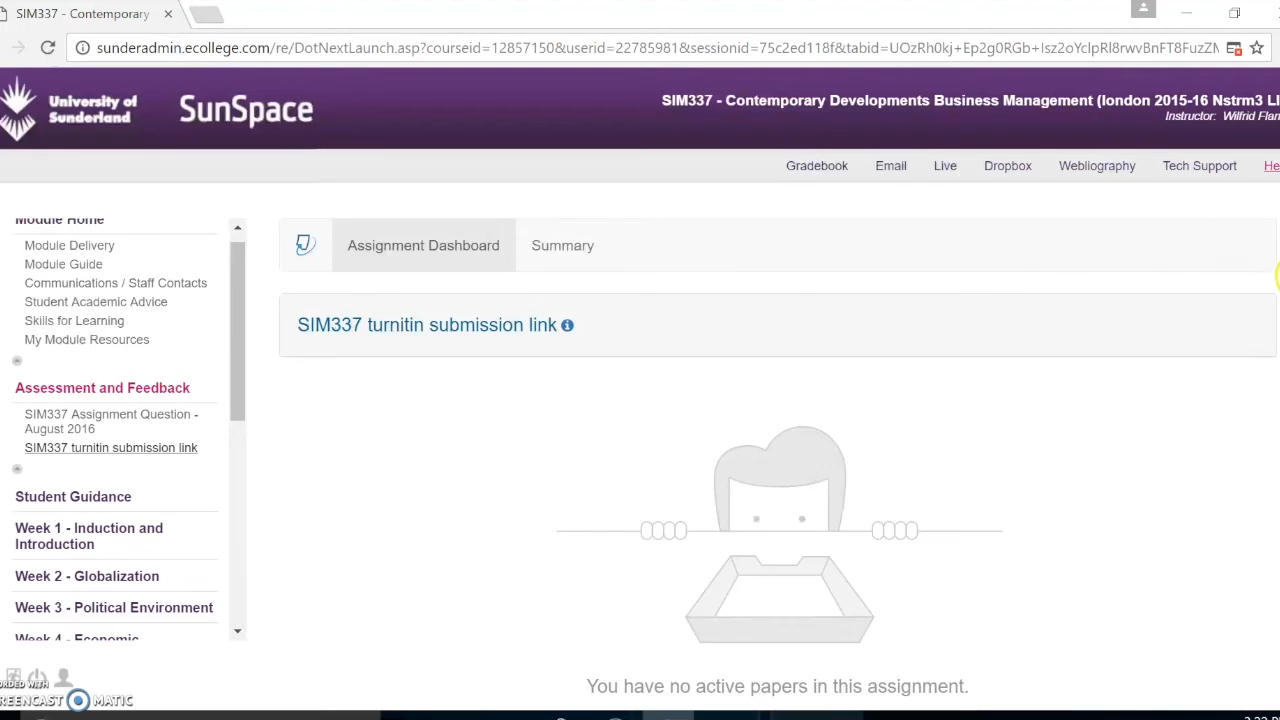 SIM337 - Contemporary
sunderadmin.ecollege.com/re/DotNextLaunch.asp?courseid=12857150&userid=22785981&sessionid=75c2ed118f&tabid=
University of
Sunderland
SunSpace
SIM337 - Contemporary Developments Business Management (london 2015-16 Nstrm3 LI
Instructor: Wilfrid Flan
Gradebook Email Live Dropbox Webliography Tech Support He
Module Home
Module Delivery
Module Guide
Communications / Staff Contacts
Student Academic Advice
Skills for Learning
My Module Resources
Assessment and Feedback
SIM337 Assignment Question -
August 2016
SIM337 turnitin submission link
Student Guidance
Week 1 - Induction and
Introduction
Week 2 - Globalization
Week 3 - Political Environment
Week 4 - Economic
Assignment Dashboard Summary
SIM337 turnitin submission link
You have no active papers in this assignment.
ORDED WITH
REENCAST MATIC